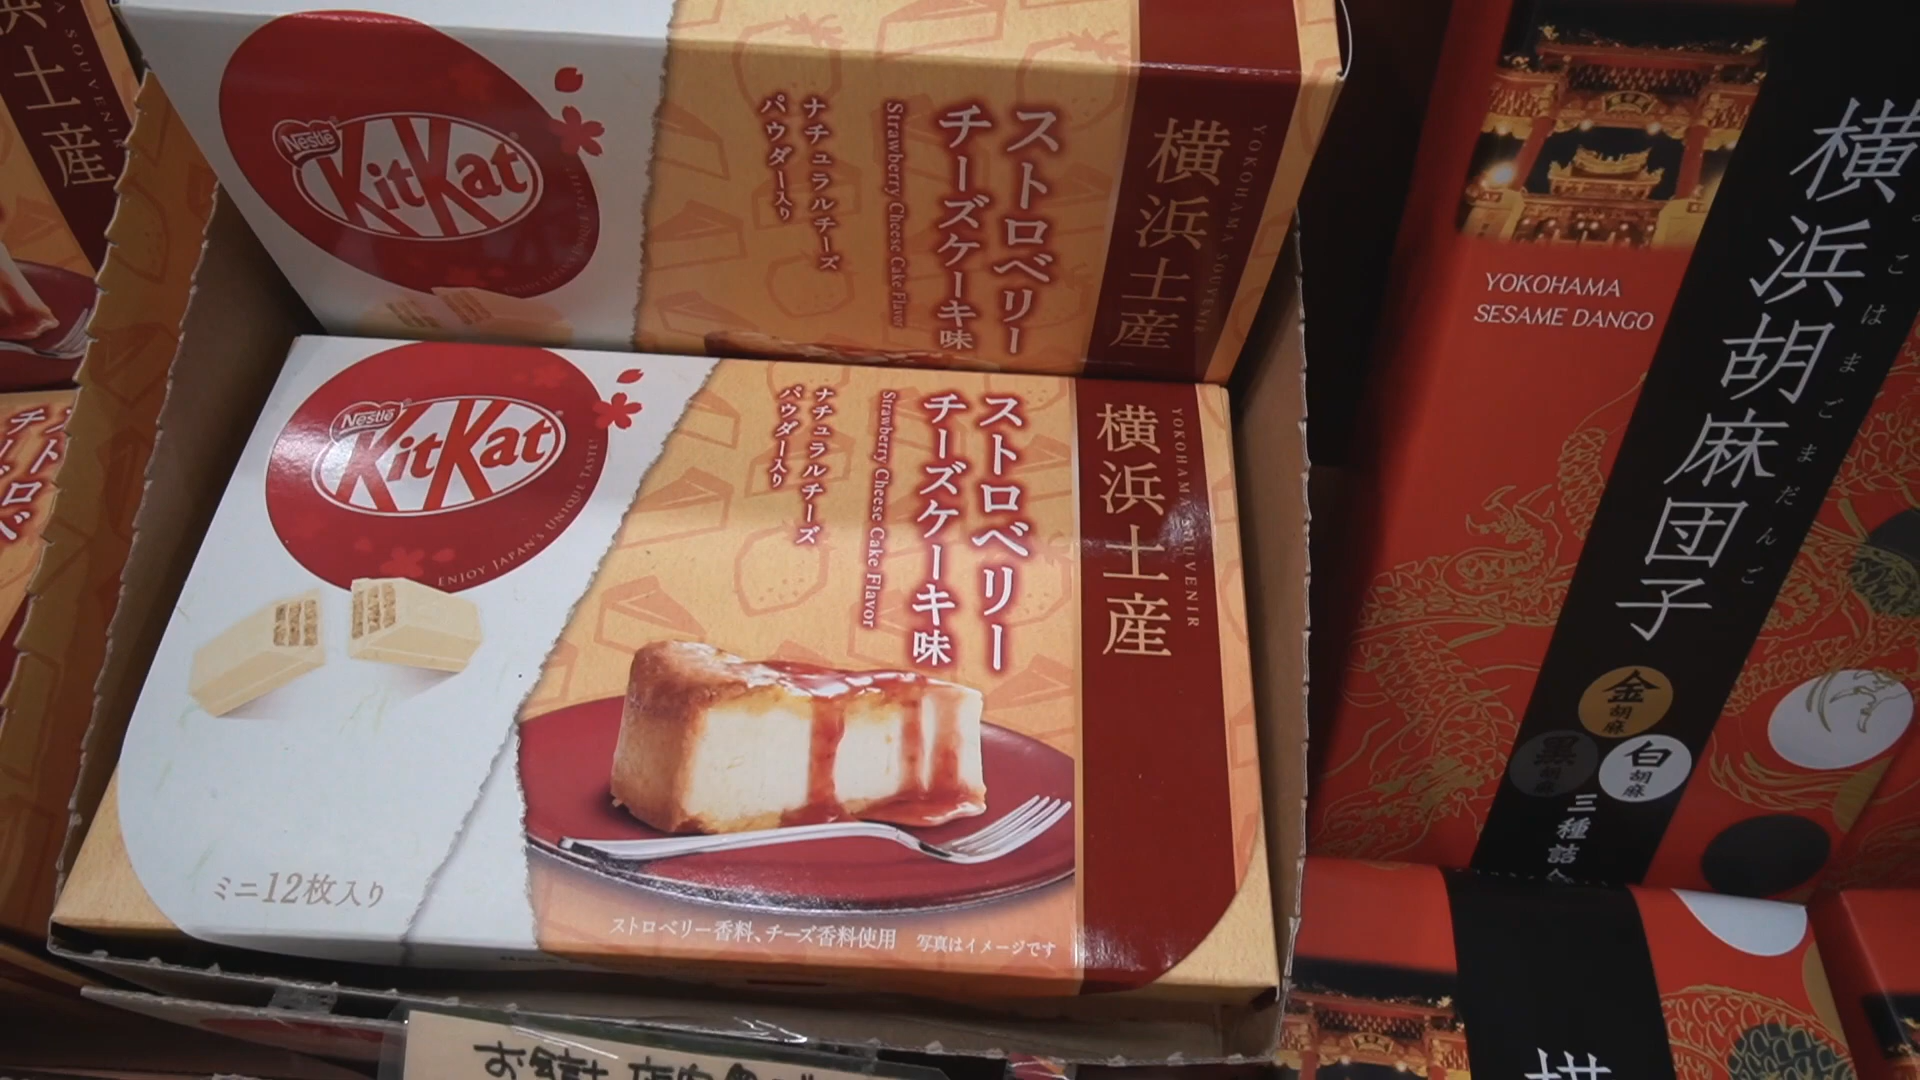 Nestlé
KitKat
ナチュラルチーズ
パウダー入り
ストロベリー
チーズケーキ味
Strawberry Cheese Cake Flavor
横浜土産
YOKOHAMA SOUVENIR
Nestlé
KitKat
ENJOY JAPAN'S UNIQUE TASTE!
ナチュラルチーズ
パウダー入り
ストロベリー
チーズケーキ味
Strawberry Cheese Cake Flavor
横浜土産
YOKOHAMA SOUVENIR
ミニ12枚入り
ストロベリー香料、チーズ香料使用 写真はイメージです
YOKOHAMA
SESAME DANGO
横浜胡麻団子
よこはまごまだんご
金胡麻
黒胡麻
白胡麻
三種詰
土産